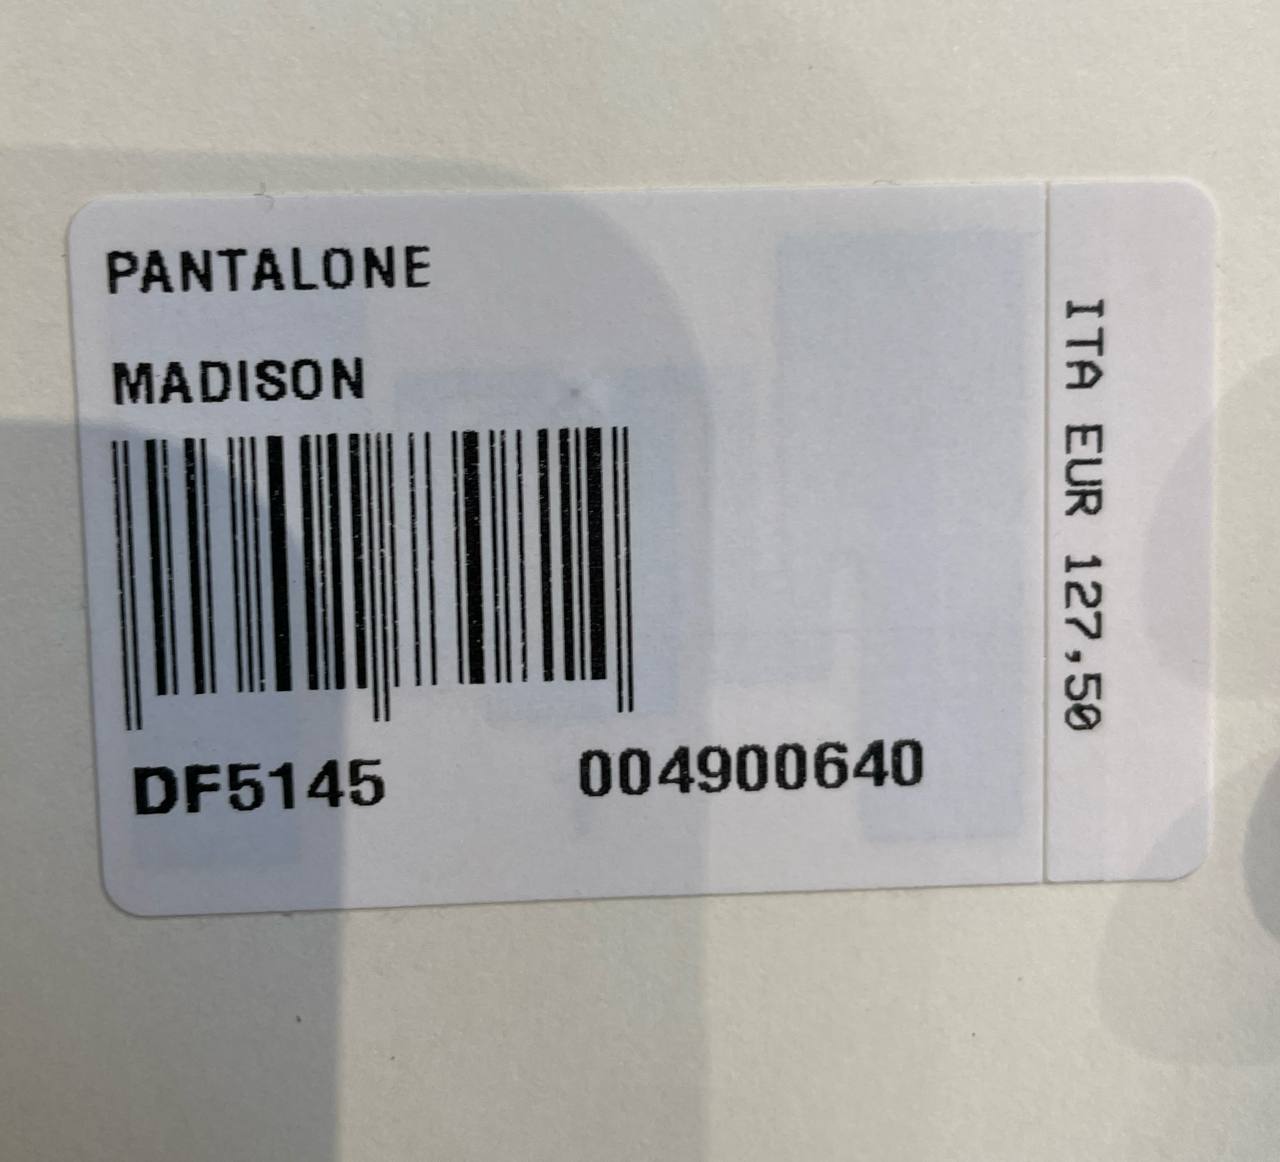 PANTALONE
MADISON
DF5145 004900640
ITA EUR 127,50